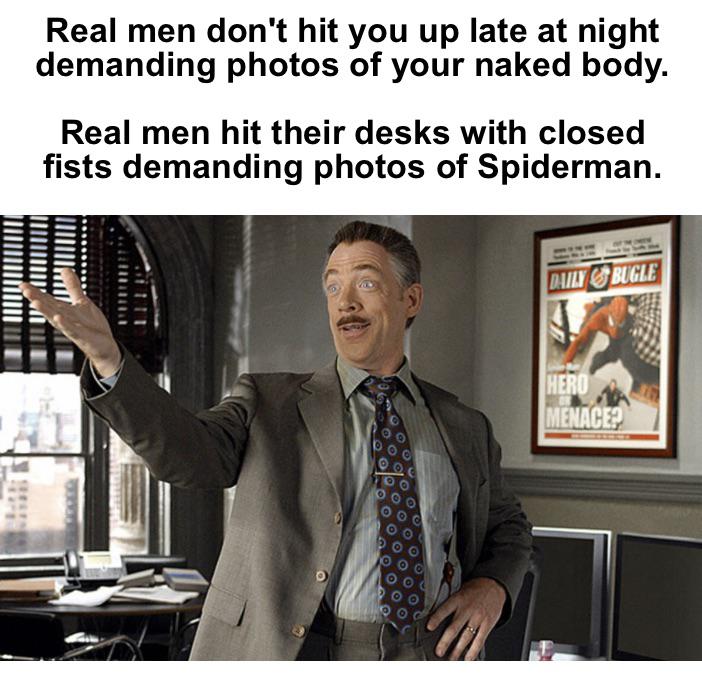 Real men don't hit you up late at night
demanding photos of your naked body.
Real men hit their desks with closed
fists demanding photos of Spiderman.
DAILY BUGLE
HERO
OR
MENACE?